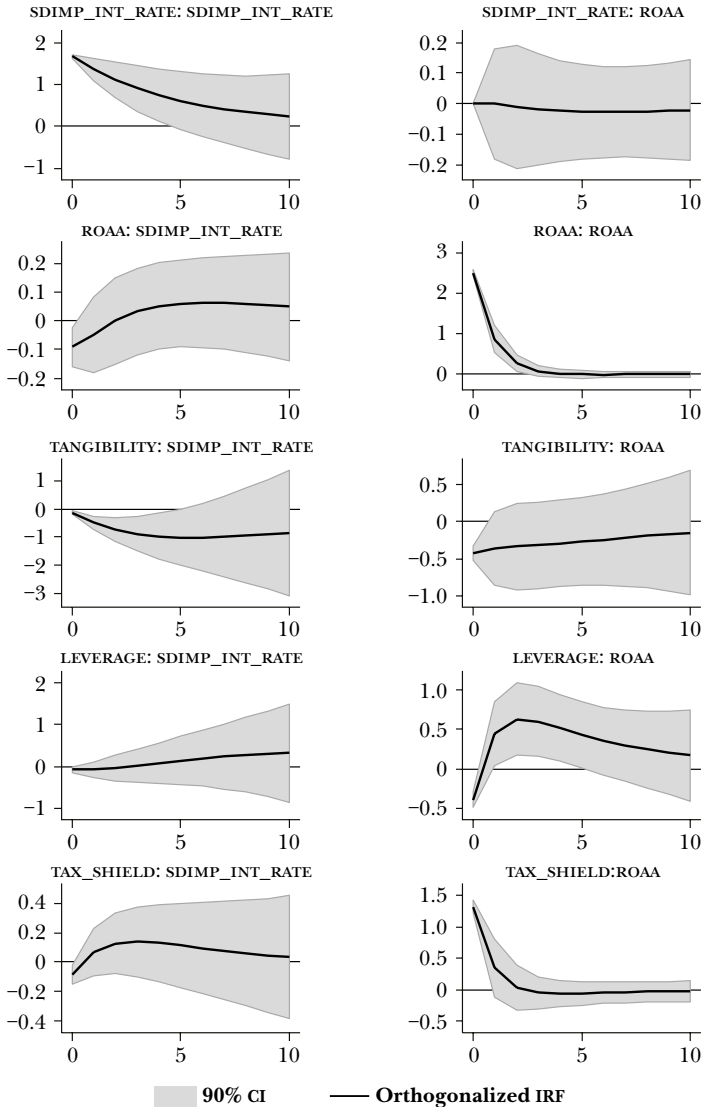 SDIMP_INT_RATE: SDIMP_INT_RATE
2
1
0
−1
0 5 10
SDIMP_INT_RATE: ROAA
0.2
0.1
0
−0.1
−0.2
0 5 10
ROAA: SDIMP_INT_RATE
0.2
0.1
0
−0.1
−0.2
0 5 10
ROAA: ROAA
3
2
1
0
0 5 10
TANGIBILITY: SDIMP_INT_RATE
1
0
−1
−2
−3
0 5 10
TANGIBILITY: ROAA
0.5
0
−0.5
−1.0
0 5 10
LEVERAGE: SDIMP_INT_RATE
2
1
0
−1
0 5 10
LEVERAGE: ROAA
1.0
0.5
0
−0.5
0 5 10
TAX_SHIELD: SDIMP_INT_RATE
0.4
0.2
0
−0.2
−0.4
0 5 10
TAX_SHIELD:ROAA
1.5
1.0
0.5
0
−0.5
0 5 10
90% CI
Orthogonalized IRF